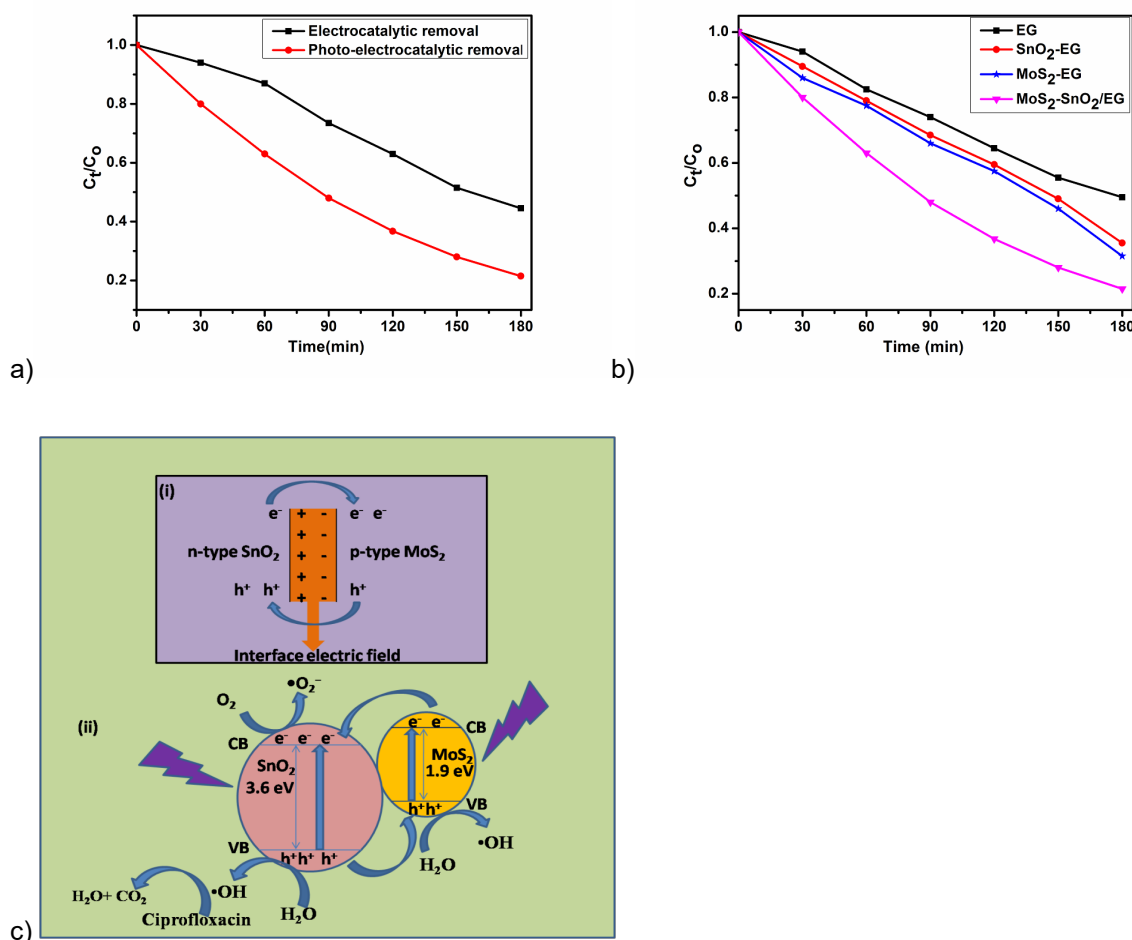 Electrocatalytic removal
Photo-electrocatalytic removal
1.0
0.8
0.6
0.4
0.2
Cₜ/Cₒ
0 30 60 90 120 150 180
Time(min)
a)
EG
SnO₂-EG
MoS₂-EG
MoS₂-SnO₂/EG
1.0
0.8
0.6
0.4
0.2
Cₜ/Cₒ
0 30 60 90 120 150 180
Time (min)
b)
(i)
e⁻ + - e⁻ e⁻
+ -
n-type SnO₂ + - p-type MoS₂
+ -
h⁺ h⁺ + - h⁺
Interface electric field
(ii)
O₂ •O₂⁻
CB e⁻ e⁻ e⁻
SnO₂
3.6 eV
VB h⁺h⁺ h⁺
e⁻ e⁻ CB
MoS₂
1.9 eV
h⁺h⁺ VB
H₂O •OH
H₂O+ CO₂ •OH H₂O
Ciprofloxacin
c)